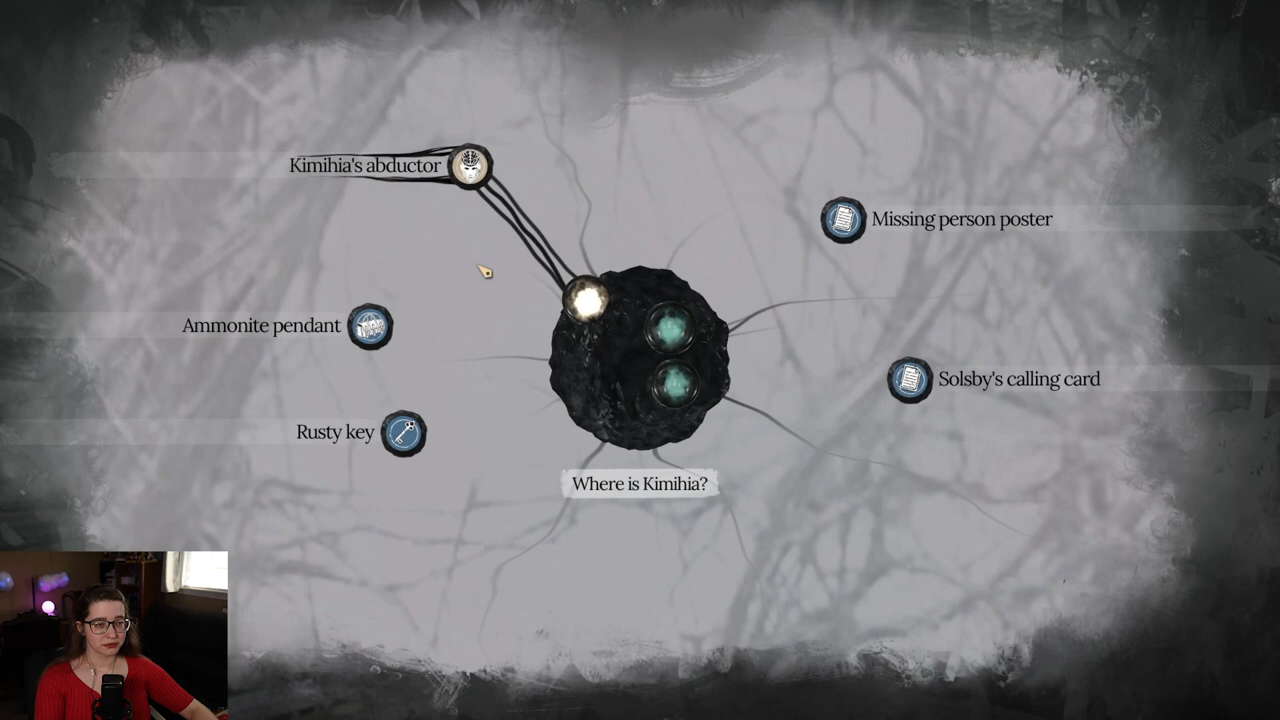 Kimihia's abductor
Missing person poster
Ammonite pendant
Solsby's calling card
Rusty key
Where is Kimihia?